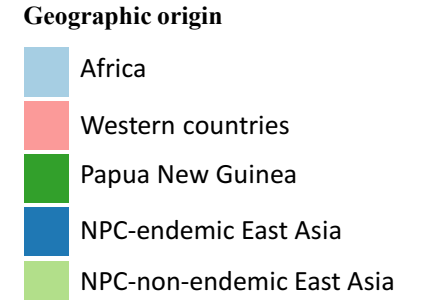 Geographic origin
Africa
Western countries
Papua New Guinea
NPC-endemic East Asia
NPC-non-endemic East Asia